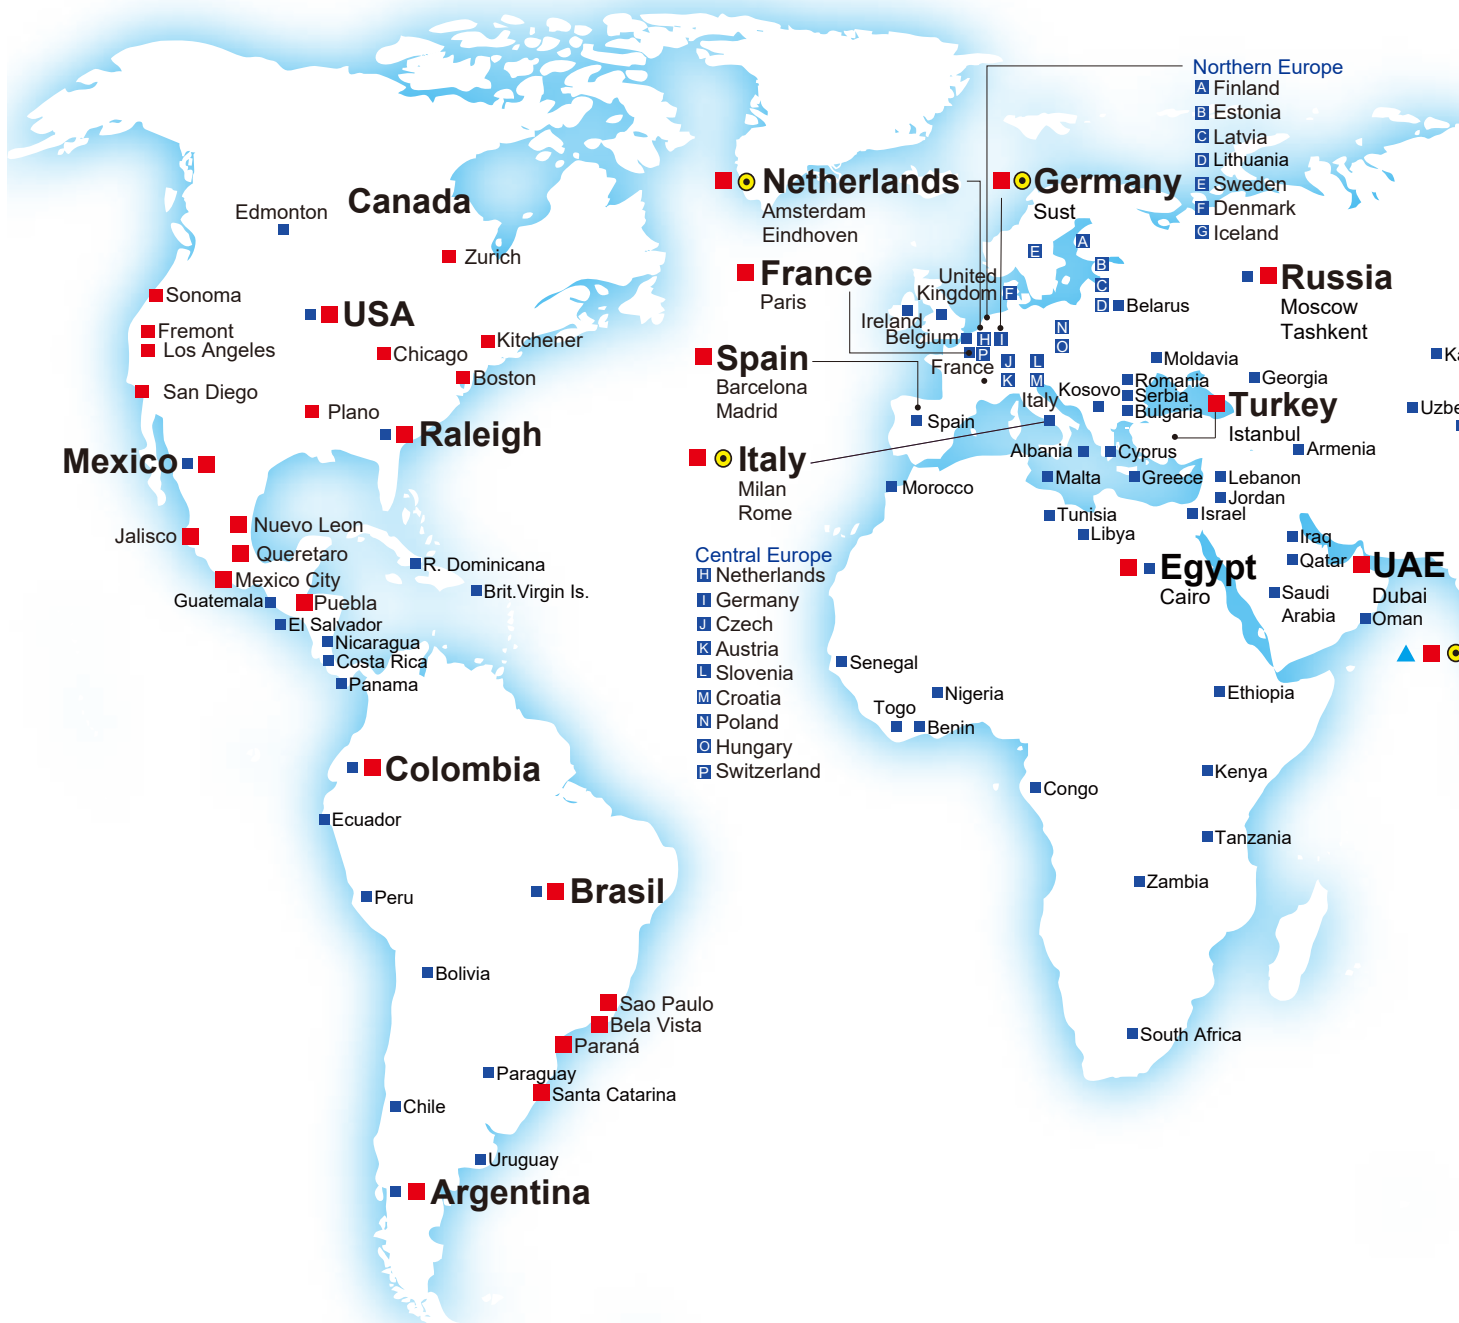 Northern Europe
A Finland
B Estonia
C Latvia
D Lithuania
E Sweden
F Denmark
G Iceland
Netherlands
Amsterdam
Eindhoven
Germany
Sust
Canada
Edmonton
Zurich
France
Paris
United
Kingdom
Russia
Moscow
Tashkent
Sonoma
USA
Fremont
Los Angeles
Chicago
Kitchener
Boston
San Diego
Plano
Raleigh
Mexico
E
A
B
C
D
F
Belarus
Ireland
Belgium
H
I
N
O
P
J
L
K
M
France
Spain
Barcelona
Madrid
Moldavia
Romania
Serbia
Bulgaria
Kosovo
Georgia
Italy
Spain
Turkey
Istanbul
Armenia
Italy
Milan
Rome
Albania
Cyprus
Malta
Greece
Lebanon
Jordan
Israel
Morocco
Tunisia
Libya
Iraq
Qatar
UAE
Dubai
Oman
Saudi
Arabia
Egypt
Cairo
Jalisco
Nuevo Leon
Queretaro
Mexico City
Puebla
Guatemala
El Salvador
Nicaragua
Costa Rica
Panama
R. Dominicana
Brit.Virgin Is.
Central Europe
H Netherlands
I Germany
J Czech
K Austria
L Slovenia
M Croatia
N Poland
O Hungary
P Switzerland
Senegal
Nigeria
Togo
Benin
Ethiopia
Kenya
Congo
Tanzania
Zambia
South Africa
Colombia
Ecuador
Peru
Brasil
Bolivia
Sao Paulo
Bela Vista
Paraná
Paraguay
Santa Catarina
Chile
Uruguay
Argentina